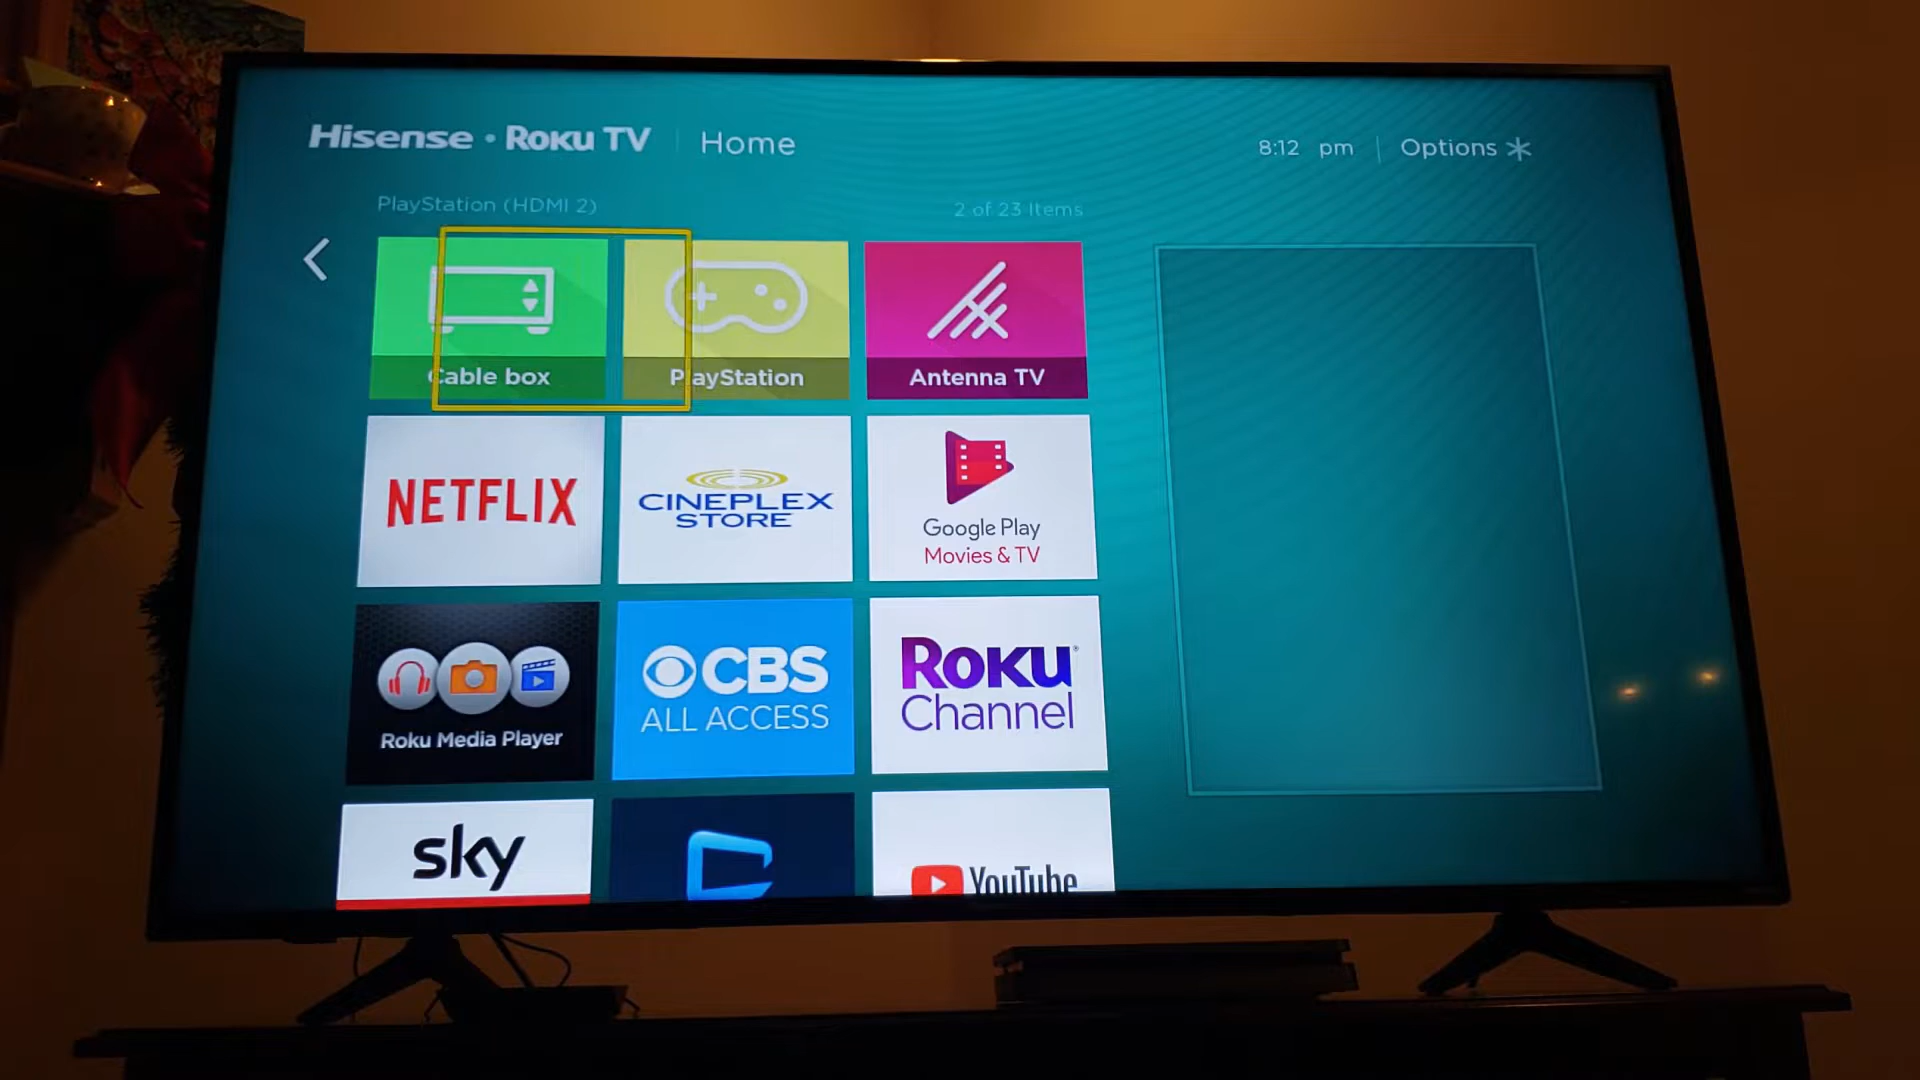 Hisense • Roku TV | Home
8:12 pm | Options
PlayStation (HDMI 2)
2 of 23 Items
Cable box
PlayStation
Antenna TV
NETFLIX
CINEPLEX
STORE
Google Play
Movies & TV
Roku Media Player
CBS
ALL ACCESS
Roku
Channel
sky
YouTube